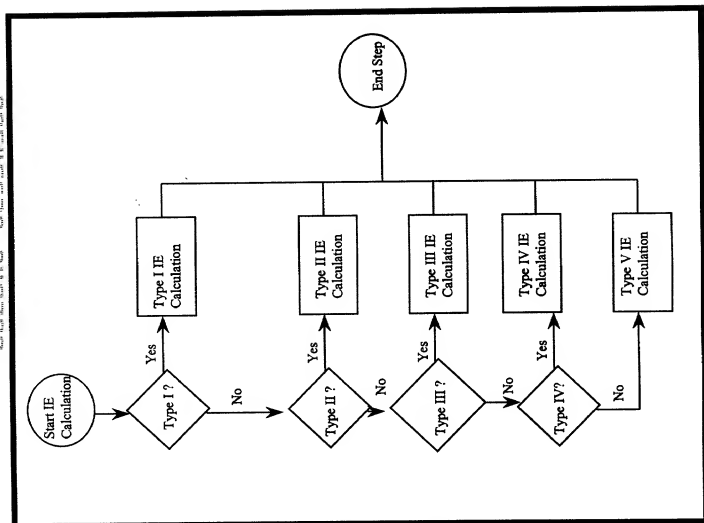 Start IE
Calculation
Type I ?
Yes
Type I IE
Calculation
No
Type II ?
Yes
Type II IE
Calculation
No
Type III ?
Yes
Type III IE
Calculation
No
Type IV?
Yes
Type IV IE
Calculation
No
Type V IE
Calculation
End Step